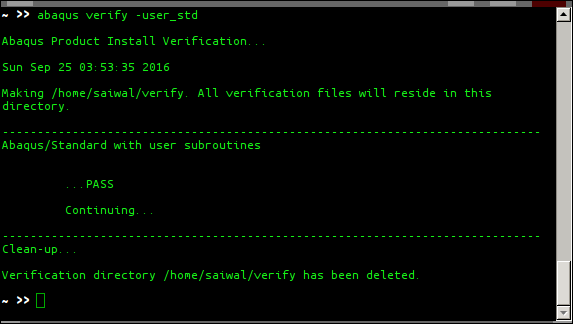 ~ >> abaqus verify -user_std
Abaqus Product Install Verification...
Sun Sep 25 03:53:35 2016
Making /home/saiwal/verify. All verification files will reside in this
directory.
-------------------------------------------------------------------------------
Abaqus/Standard with user subroutines
...PASS
Continuing...
-------------------------------------------------------------------------------
Clean-up...
Verification directory /home/saiwal/verify has been deleted.
~ >>